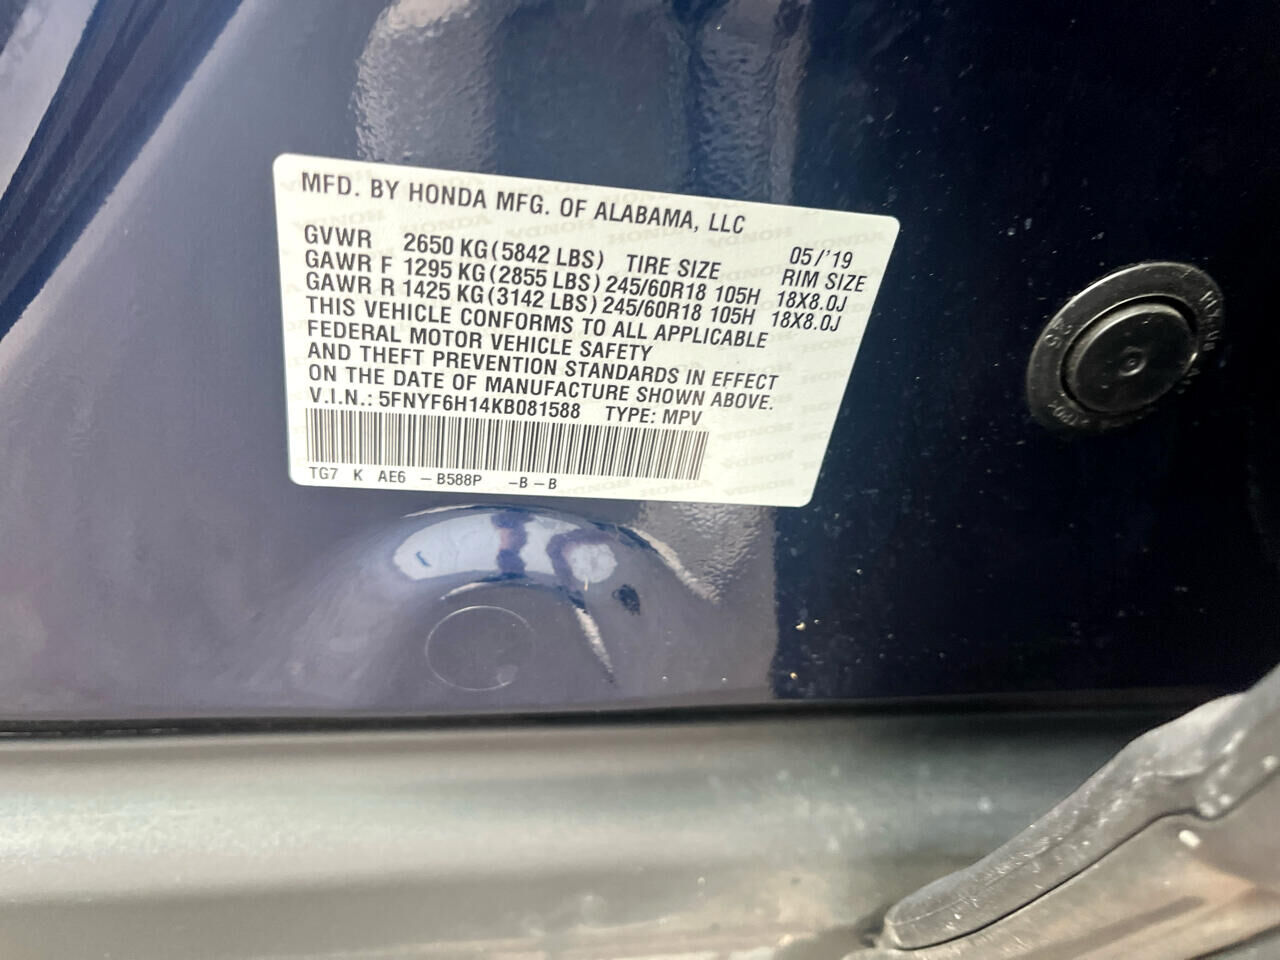 MFD. BY HONDA MFG. OF ALABAMA, LLC
05/'19
GVWR 2650 KG(5842 LBS) TIRE SIZE RIM SIZE
GAWR F 1295 KG(2855 LBS) 245/60R18 105H 18X8.0J
GAWR R 1425 KG(3142 LBS) 245/60R18 105H 18X8.0J
THIS VEHICLE CONFORMS TO ALL APPLICABLE
FEDERAL MOTOR VEHICLE SAFETY
AND THEFT PREVENTION STANDARDS IN EFFECT
ON THE DATE OF MANUFACTURE SHOWN ABOVE.
V.I.N.: 5FNYF6H14KB081588 TYPE: MPV
TG7 K AE6 -B588P -B-B